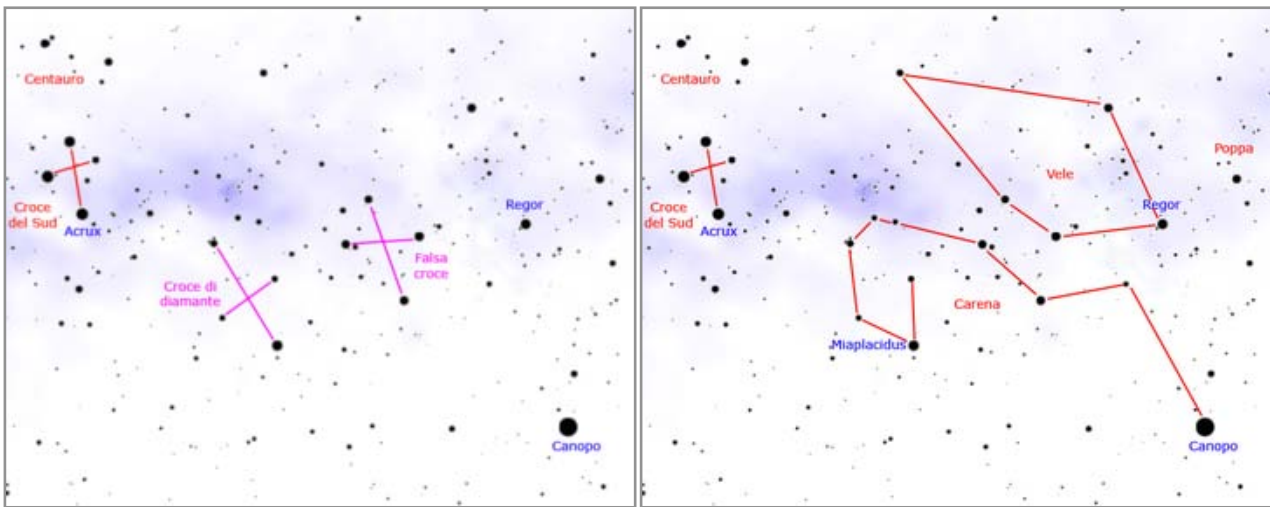 Centauro
Croce
del Sud
Acrux
Regor
Falsa
croce
Croce di
diamante
Canopo
Centauro
Poppa
Vele
Croce
del Sud
Acrux
Regor
Carena
Miaplacidus
Canopo